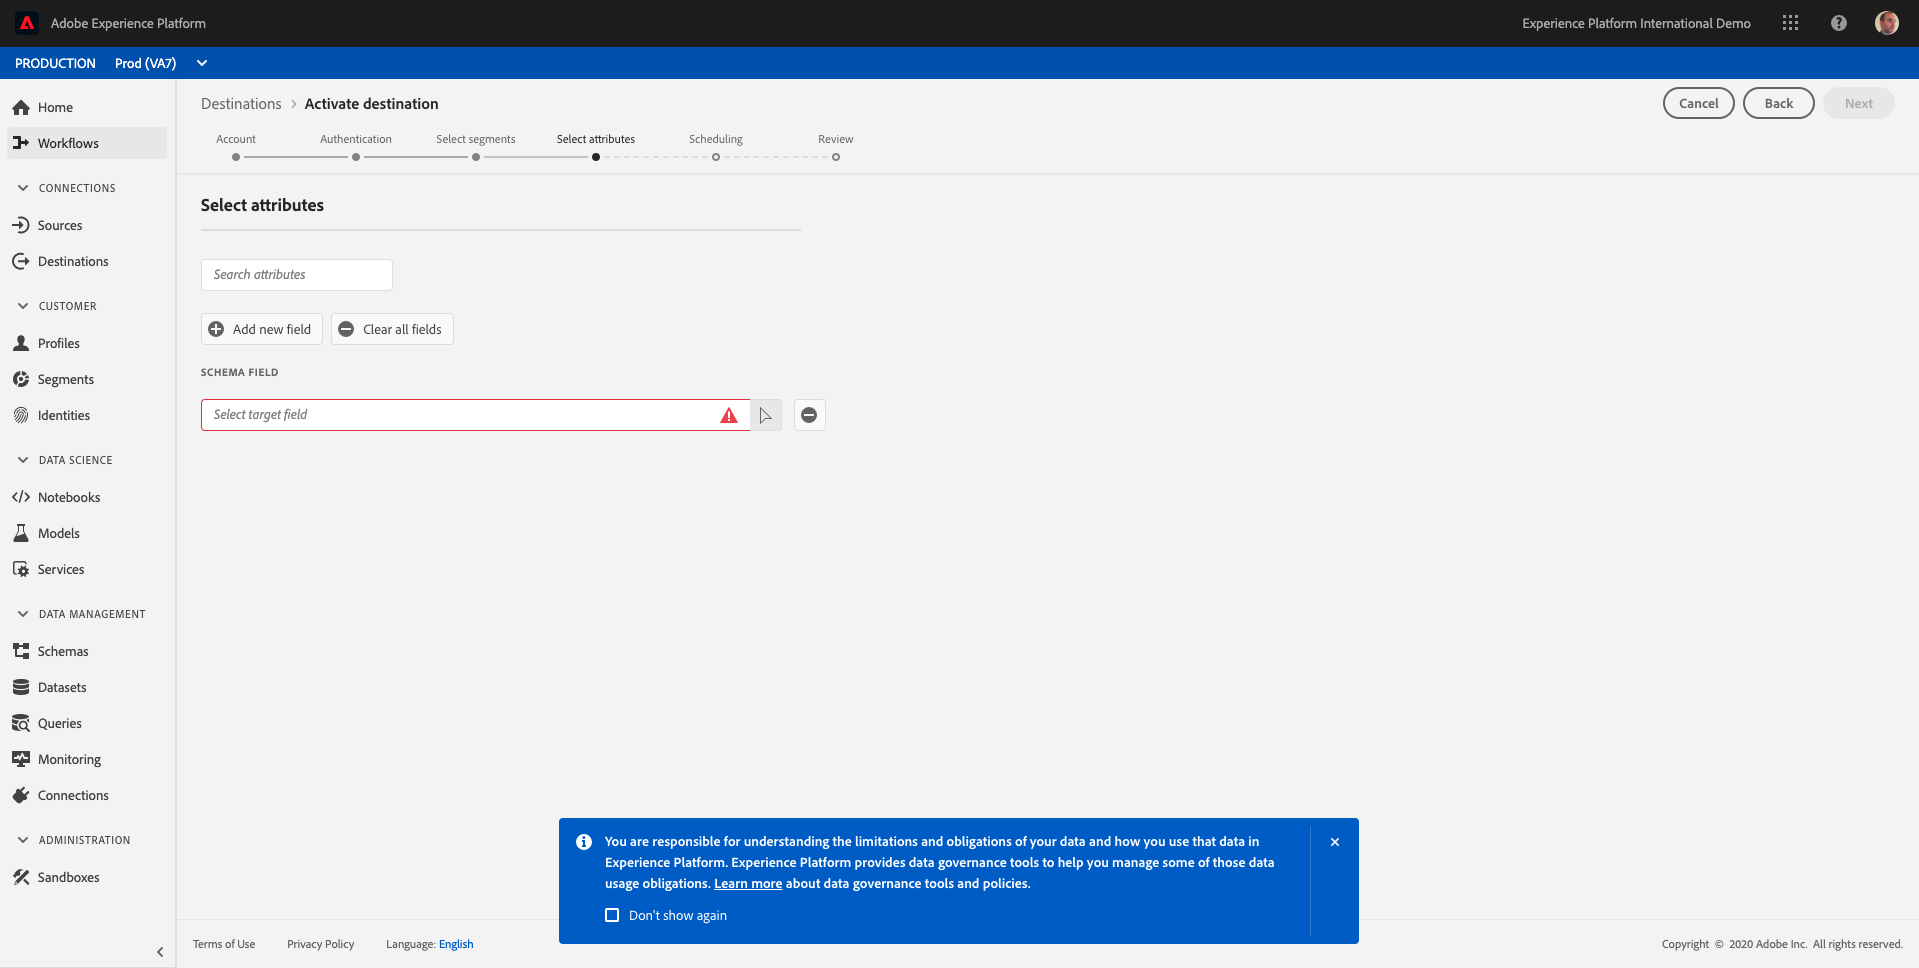 Adobe Experience Platform
Experience Platform International Demo
PRODUCTION Prod (VA7)
Home
Workflows
CONNECTIONS
Sources
Destinations
CUSTOMER
Profiles
Segments
Identities
DATA SCIENCE
Notebooks
Models
Services
DATA MANAGEMENT
Schemas
Datasets
Queries
Monitoring
Connections
ADMINISTRATION
Sandboxes
Destinations > Activate destination
Cancel Back Next
Account Authentication Select segments Select attributes Scheduling Review
Select attributes
Search attributes
Add new field Clear all fields
SCHEMA FIELD
Select target field
You are responsible for understanding the limitations and obligations of your data and how you use that data in
Experience Platform. Experience Platform provides data governance tools to help you manage some of those data
usage obligations. Learn more about data governance tools and policies.
Don't show again
Terms of Use Privacy Policy Language: English
Copyright © 2020 Adobe Inc. All rights reserved.